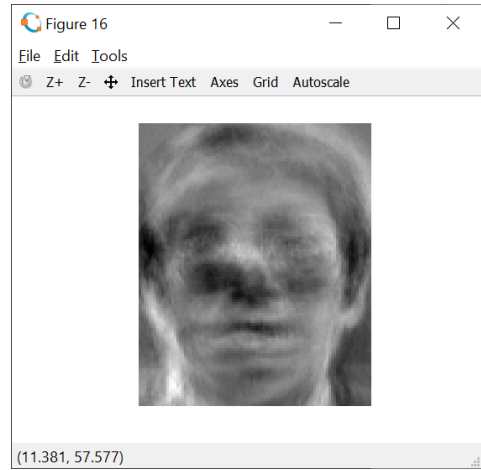 Figure 16
File Edit Tools
Z+ Z- Insert Text Axes Grid Autoscale
(11.381, 57.577)